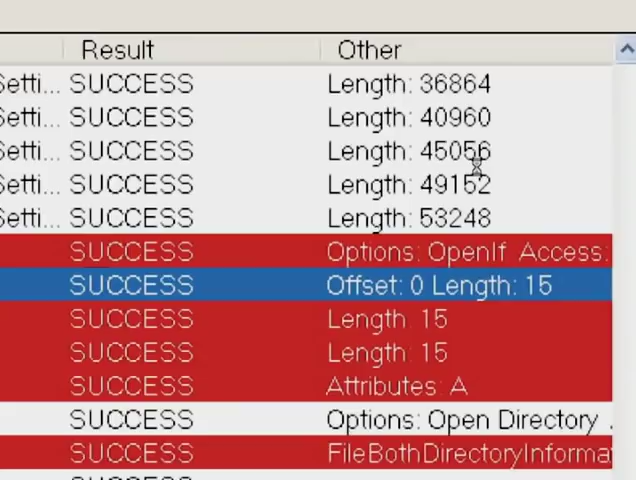 Result Other
Setti... SUCCESS Length: 36864
Setti... SUCCESS Length: 40960
Setti... SUCCESS Length: 45056
Setti... SUCCESS Length: 49152
Setti... SUCCESS Length: 53248
SUCCESS Options: OpenIf Access:
SUCCESS Offset: 0 Length: 15
SUCCESS Length: 15
SUCCESS Length: 15
SUCCESS Attributes: A
SUCCESS Options: Open Directory .
SUCCESS FileBothDirectoryInforma